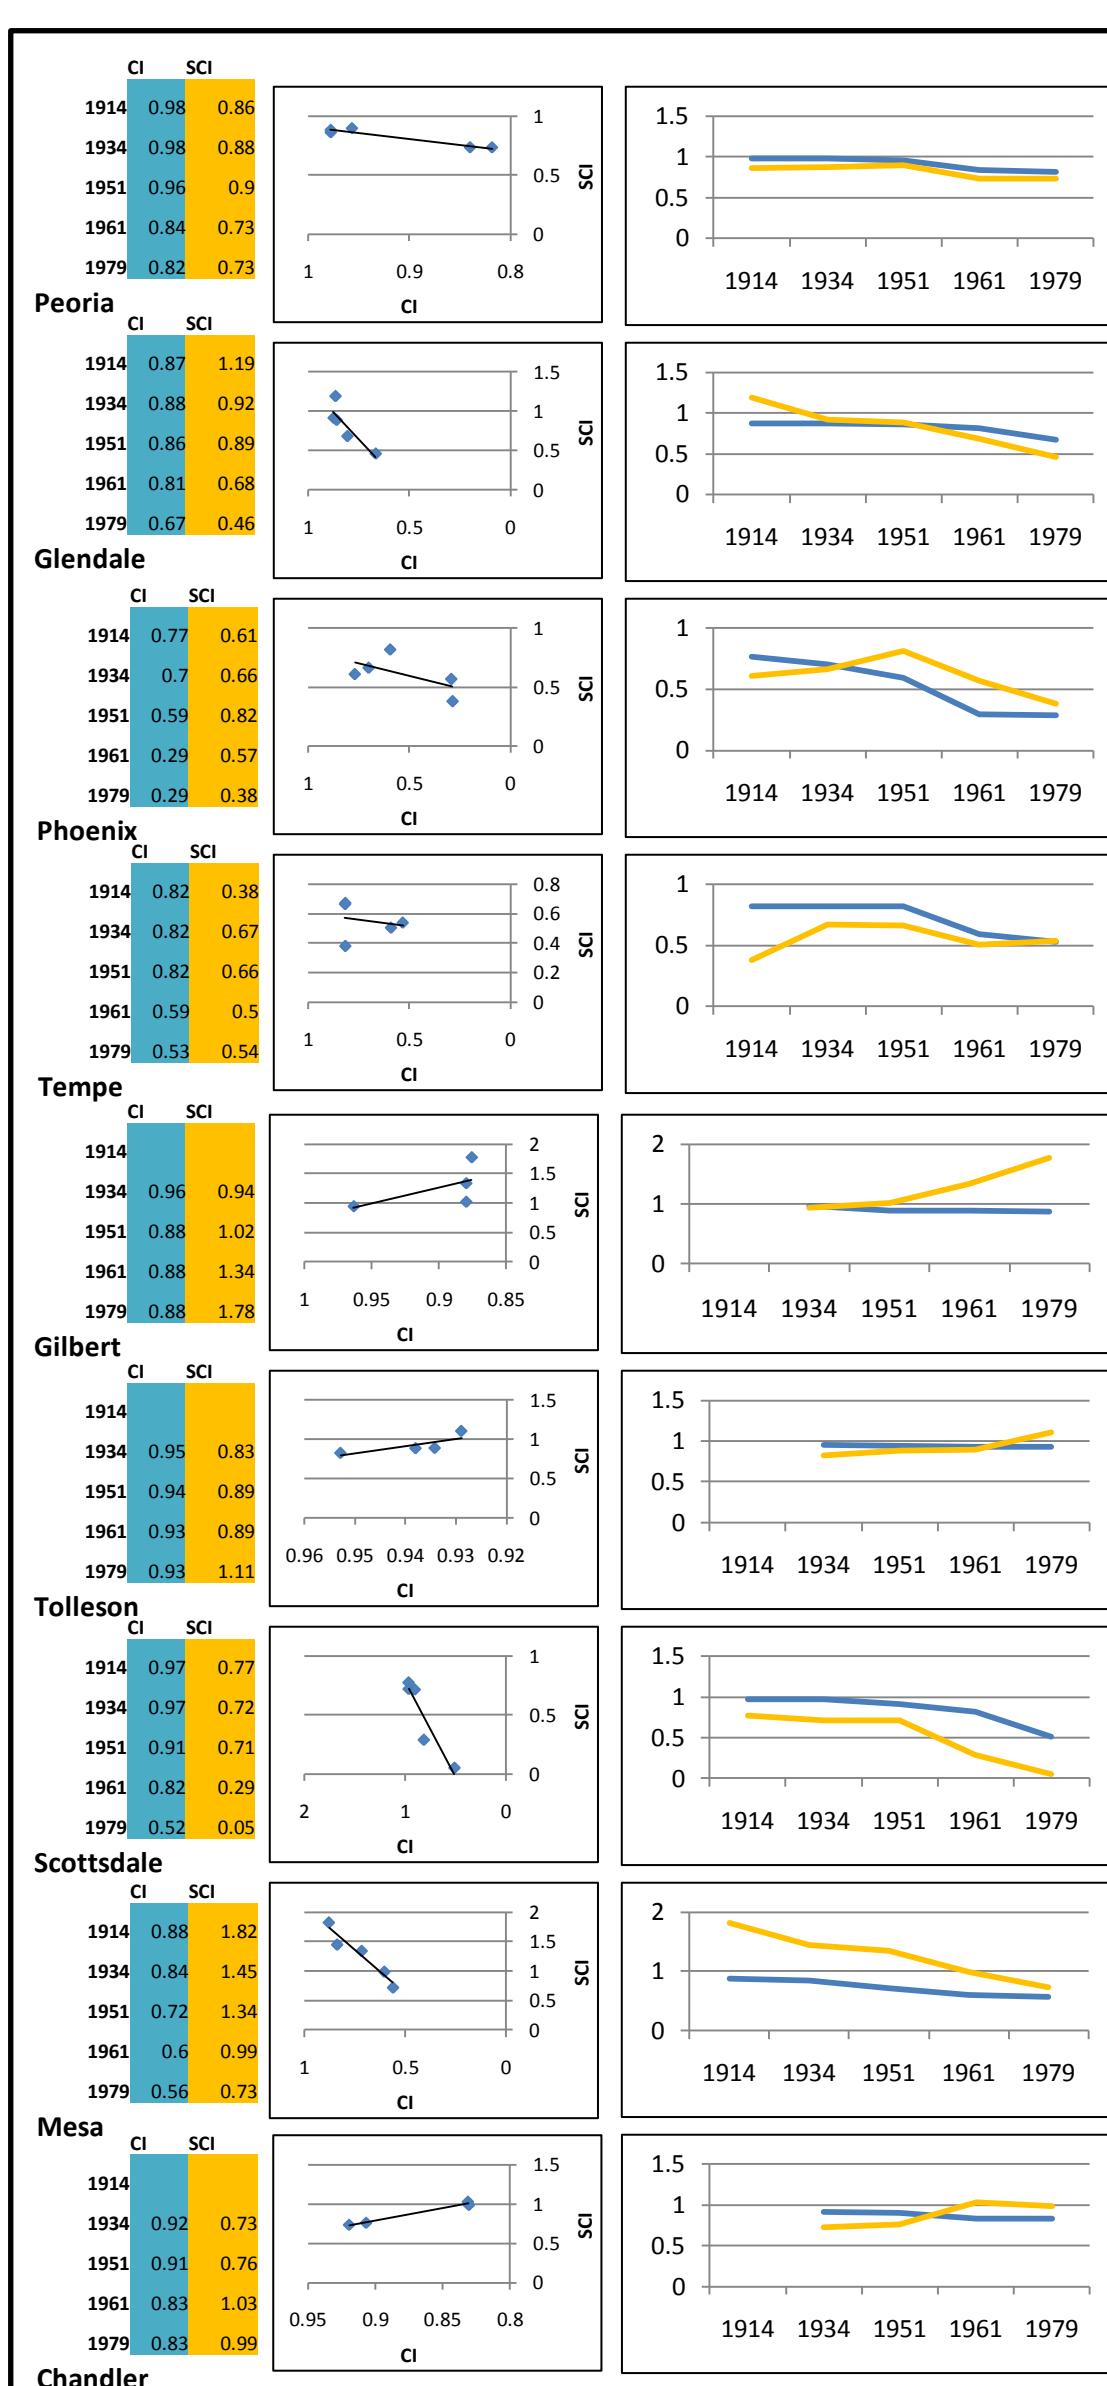 CI SCI
1914 0.98 0.86
1934 0.98 0.88
1951 0.96 0.9
1961 0.84 0.73
1979 0.82 0.73
Peoria
1
0.5
0
SCI
1 0.9 0.8
CI
1.5
1
0.5
0
1914 1934 1951 1961 1979
CI SCI
1914 0.87 1.19
1934 0.88 0.92
1951 0.86 0.89
1961 0.81 0.68
1979 0.67 0.46
Glendale
1.5
1
0.5
0
SCI
1 0.5 0
CI
1.5
1
0.5
0
1914 1934 1951 1961 1979
CI SCI
1914 0.77 0.61
1934 0.7 0.66
1951 0.59 0.82
1961 0.29 0.57
1979 0.29 0.38
Phoenix
1
0.5
0
SCI
1 0.5 0
CI
1
0.5
0
1914 1934 1951 1961 1979
CI SCI
1914 0.82 0.38
1934 0.82 0.67
1951 0.82 0.66
1961 0.59 0.5
1979 0.53 0.54
Tempe
0.8
0.6
0.4
0.2
0
SCI
1 0.5 0
CI
1
0.5
0
1914 1934 1951 1961 1979
CI SCI
1914
1934 0.96 0.94
1951 0.88 1.02
1961 0.88 1.34
1979 0.88 1.78
Gilbert
2
1.5
1
0.5
0
SCI
1 0.95 0.9 0.85
CI
2
1
0
1914 1934 1951 1961 1979
CI SCI
1914
1934 0.95 0.83
1951 0.94 0.89
1961 0.93 0.89
1979 0.93 1.11
Tolleson
1.5
1
0.5
0
SCI
0.96 0.95 0.94 0.93 0.92
CI
1.5
1
0.5
0
1914 1934 1951 1961 1979
CI SCI
1914 0.97 0.77
1934 0.97 0.72
1951 0.91 0.71
1961 0.82 0.29
1979 0.52 0.05
Scottsdale
1
0.5
0
SCI
2 1 0
CI
1.5
1
0.5
0
1914 1934 1951 1961 1979
CI SCI
1914 0.88 1.82
1934 0.84 1.45
1951 0.72 1.34
1961 0.6 0.99
1979 0.56 0.73
Mesa
2
1.5
1
0.5
0
SCI
1 0.5 0
CI
2
1
0
1914 1934 1951 1961 1979
CI SCI
1914
1934 0.92 0.73
1951 0.91 0.76
1961 0.83 1.03
1979 0.83 0.99
Chandler
1.5
1
0.5
0
SCI
0.95 0.9 0.85 0.8
CI
1.5
1
0.5
0
1914 1934 1951 1961 1979